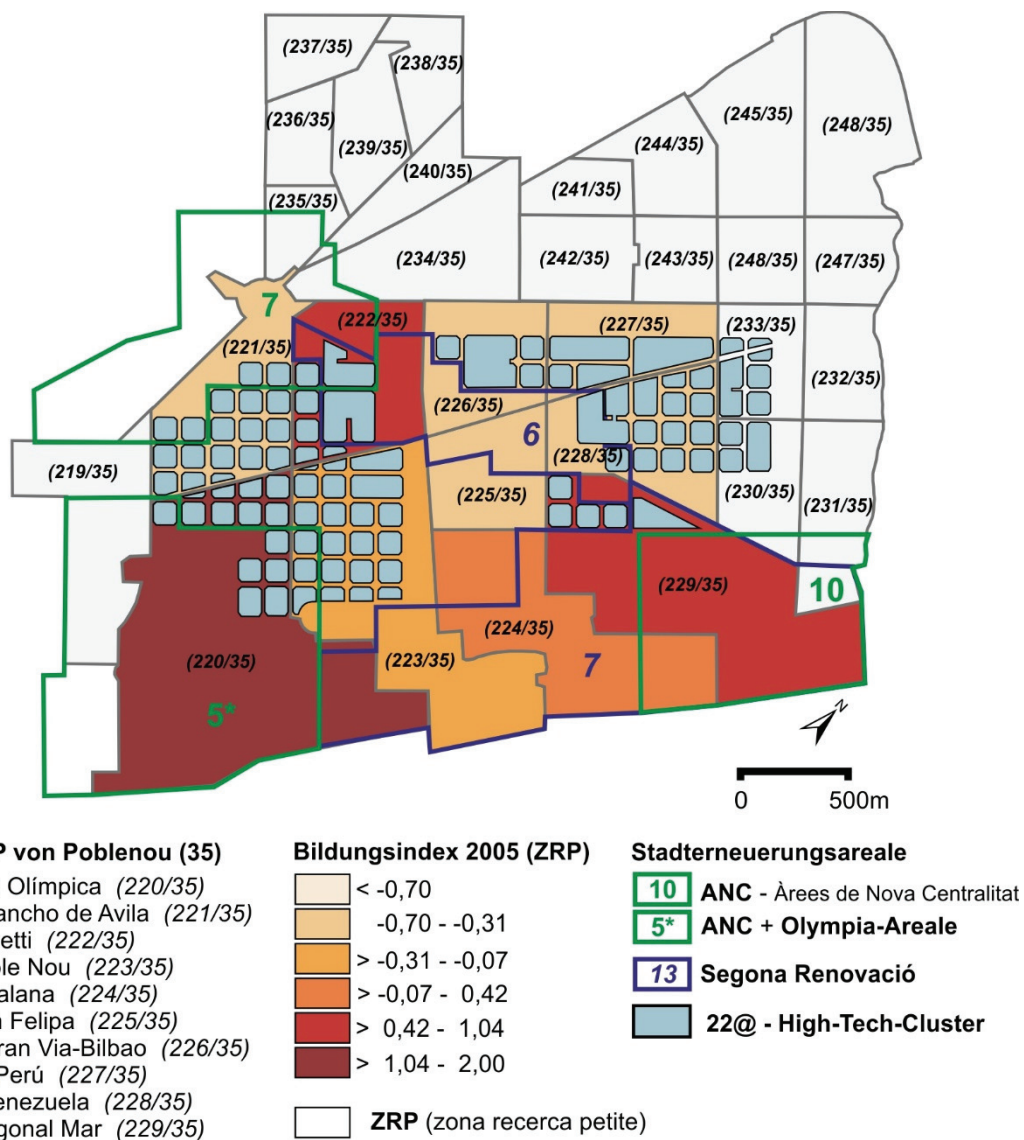 (237/35)
(238/35)
(236/35)
(239/35)
(240/35)
(235/35)
(234/35)
(245/35)
(248/35)
(244/35)
(241/35)
(242/35)
(243/35)
(248/35)
(247/35)
7
(222/35)
(221/35)
(227/35)
(233/35)
(232/35)
(226/35)
6
(228/35)
(219/35)
(225/35)
(230/35)
(231/35)
(229/35)
10
(224/35)
(223/35)
7
(220/35)
5*
N
0 500m
P von Poblenou (35)
Olímpica (220/35)
ancho de Avila (221/35)
etti (222/35)
ole Nou (223/35)
alana (224/35)
n Felipa (225/35)
ran Via-Bilbao (226/35)
Perú (227/35)
enezuela (228/35)
gonal Mar (229/35)
Bildungsindex 2005 (ZRP)
< -0,70
-0,70 - -0,31
> -0,31 - -0,07
> -0,07 - 0,42
> 0,42 - 1,04
> 1,04 - 2,00
ZRP (zona recerca petite)
Stadterneuerungsareale
10 ANC - Àrees de Nova Centralitat
5* ANC + Olympia-Areale
13 Segona Renovació
22@ - High-Tech-Cluster